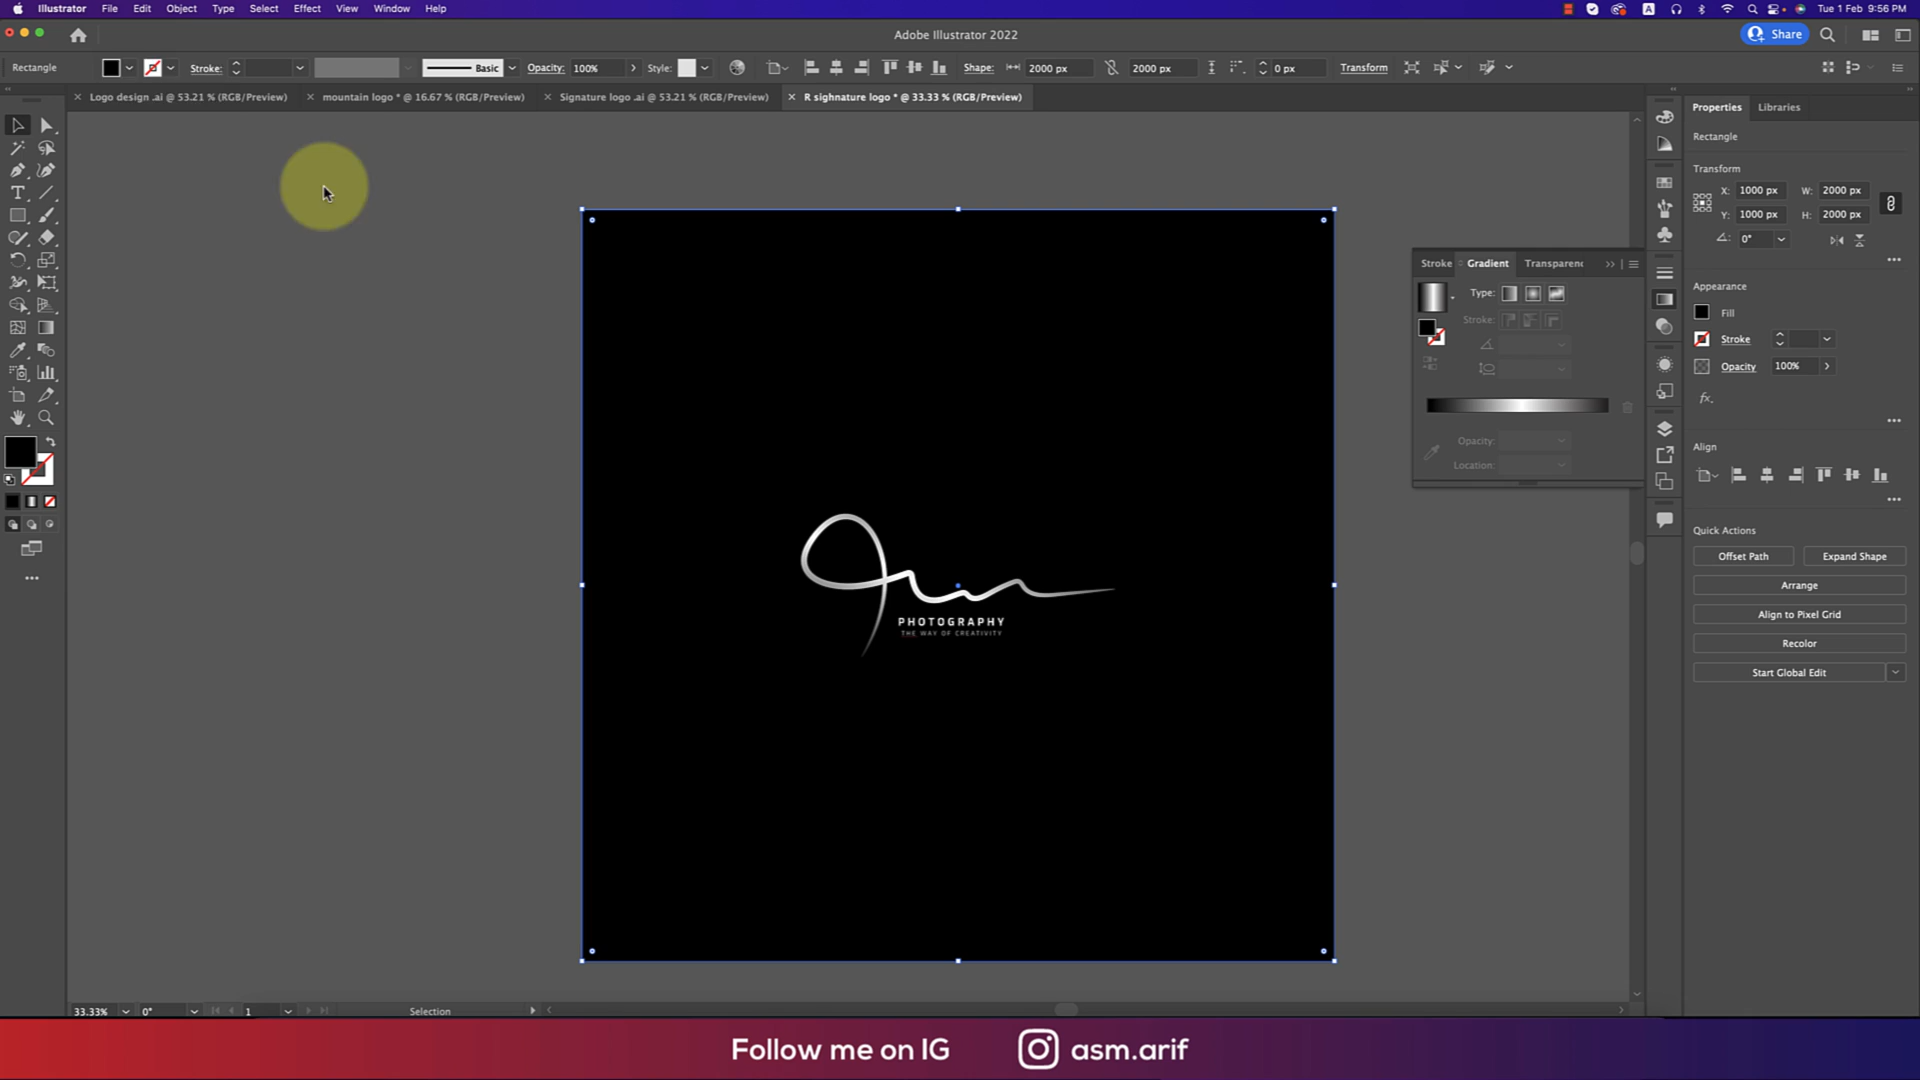 Illustrator File Edit Object Type Select Effect View Window Help
A
Tue 1 Feb 9:56 PM
Adobe Illustrator 2022
Share
Rectangle
Stroke:
Basic
Opacity: 100%
Style:
Shape: 2000 px
2000 px
0 px
Transform
Logo design .ai @ 53.21 % (RGB/Preview)
mountain logo * @ 16.67 % (RGB/Preview)
Signature logo .ai @ 53.21 % (RGB/Preview)
R sighnature logo * @ 33.33 % (RGB/Preview)
Properties Libraries
Rectangle
Transform
X: 1000 px W: 2000 px
Y: 1000 px H: 2000 px
0°
Stroke Gradient Transparenc
Type:
Stroke:
Opacity:
Location:
Appearance
Fill
Stroke
Opacity 100%
fx.
Align
Quick Actions
Offset Path Expand Shape
Arrange
Align to Pixel Grid
Recolor
Start Global Edit
PHOTOGRAPHY
THE WAY OF CREATIVITY
33.33% 0° 1 Selection
Follow me on IG asm.arif